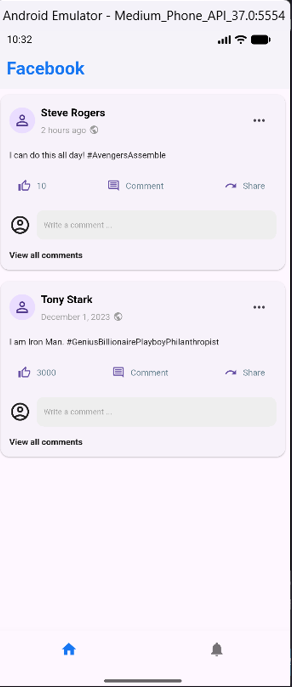 Android Emulator - Medium_Phone_API_37.0:5554
10:32
Facebook
Steve Rogers
2 hours ago
I can do this all day! #AvengersAssemble
10 Comment Share
Write a comment ...
View all comments
Tony Stark
December 1, 2023
I am Iron Man. #GeniusBillionairePlayboyPhilanthropist
3000 Comment Share
Write a comment ...
View all comments